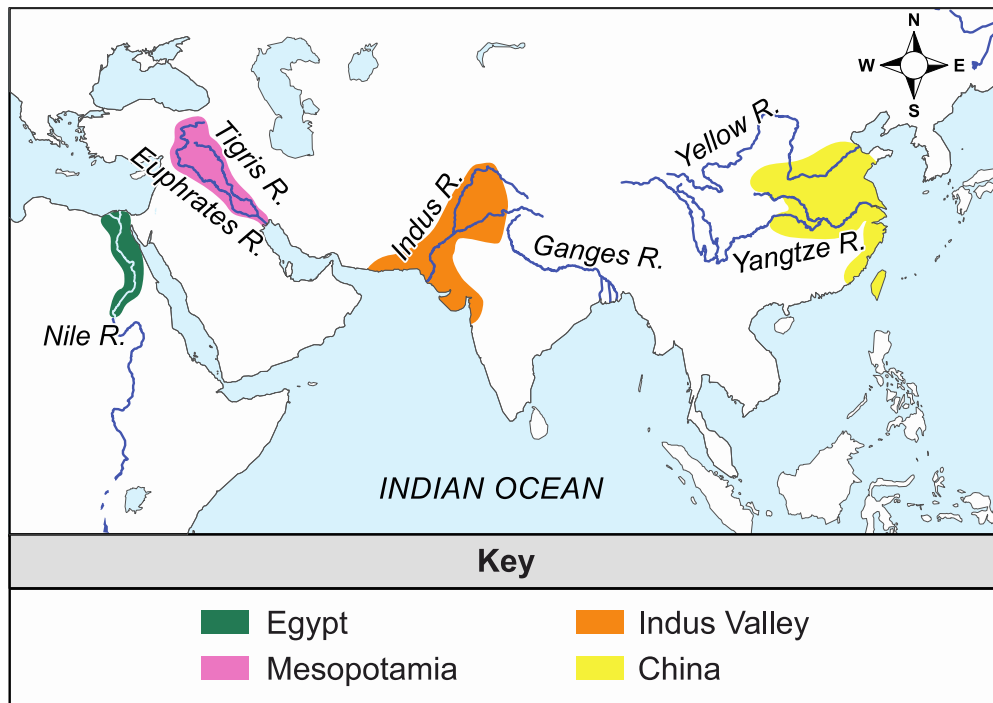 N
W
E
S
Yellow R.
Tigris R.
Euphrates R.
Indus R.
Ganges R.
Yangtze R.
Nile R.
INDIAN OCEAN
Key
Egypt
Indus Valley
Mesopotamia
China